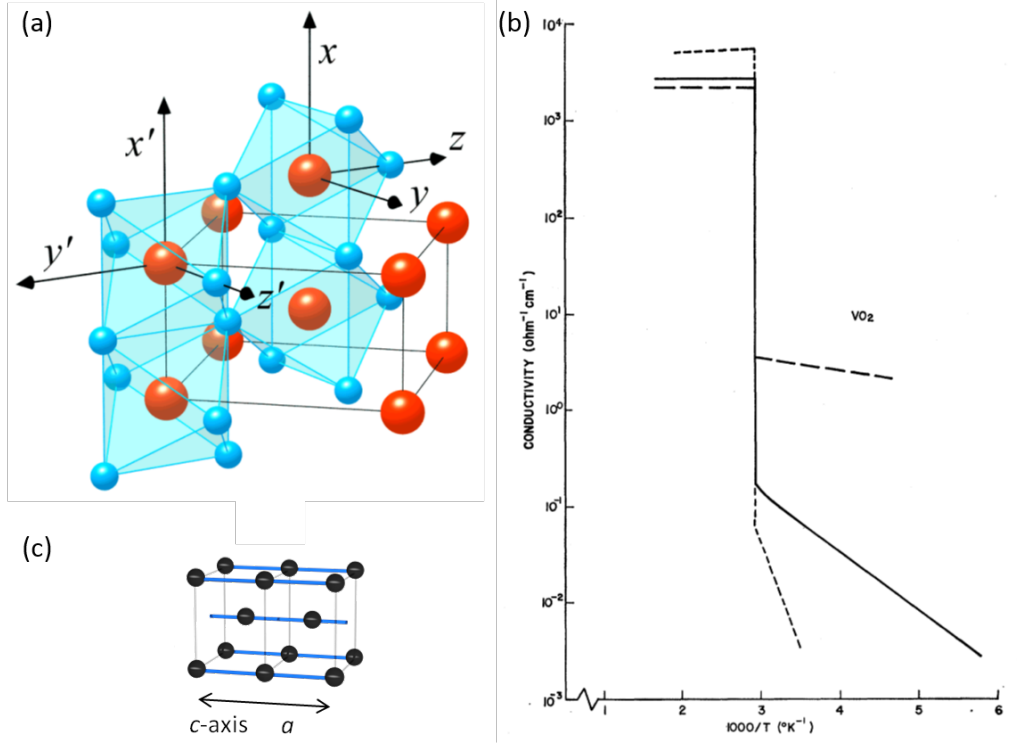 (a)
x
x′
z
y
y′
z′
(b)
10⁴
10³
10²
10¹
10⁰
10⁻¹
10⁻²
10⁻³
CONDUCTIVITY (ohm⁻¹ cm⁻¹)
VO₂
1 2 3 4 5 6
1000/T (°K⁻¹)
(c)
c-axis a